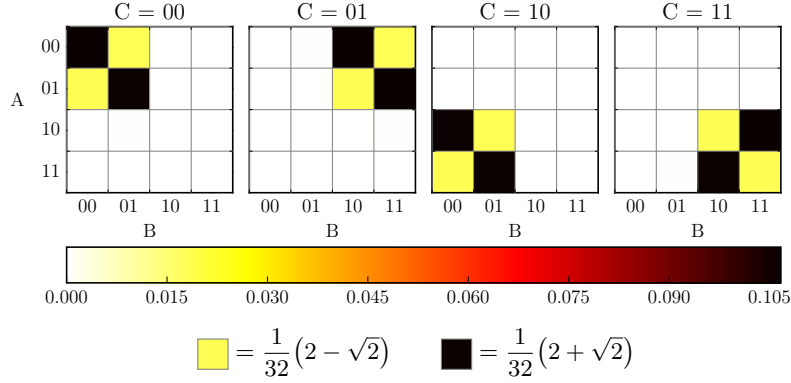 C = 00 C = 01 C = 10 C = 11
00
01
A
10
11
00 01 10 11 00 01 10 11 00 01 10 11 00 01 10 11
B B B B
0.000 0.015 0.030 0.045 0.060 0.075 0.090 0.105
= 1/32 (2 − √2) = 1/32 (2 + √2)